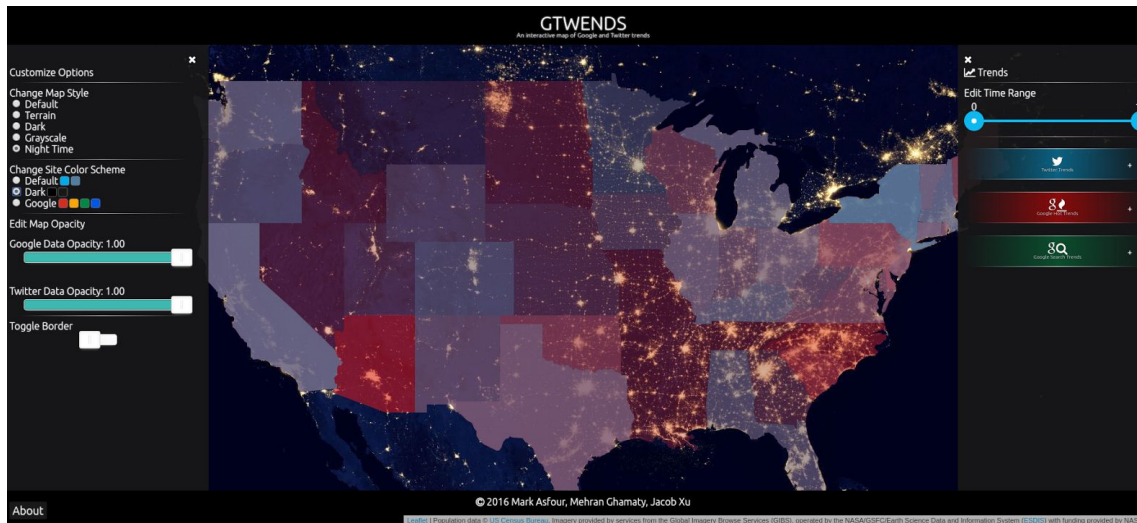 GTWENDS
An interactive map of Google and Twitter trends
Customize Options
Change Map Style
Default
Terrain
Dark
Grayscale
Night Time
Change Site Color Scheme
Default
Dark
Google
Edit Map Opacity
Google Data Opacity: 1.00
Twitter Data Opacity: 1.00
Toggle Border
Trends
Edit Time Range
0
Twitter Trends
Google Hot Trends
Google Search Trends
About
© 2016 Mark Asfour, Mehran Ghamaty, Jacob Xu
Leaflet | Population data © US Census Bureau, Imagery provided by services from the Global Imagery Browse Services (GIBS), operated by the NASA/GSFC/Earth Science Data and Information System (ESDIS) with funding provided by